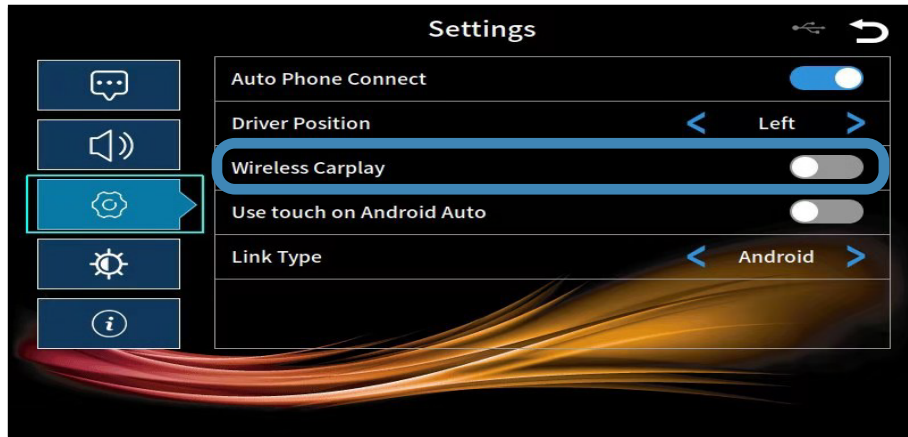 Settings
Auto Phone Connect
Driver Position < Left >
Wireless Carplay
Use touch on Android Auto
Link Type < Android >